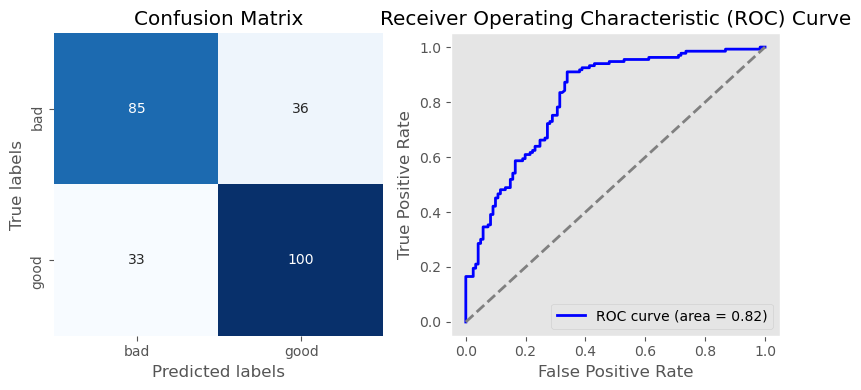 Confusion Matrix
True labels
bad
good
85
36
33
100
bad
good
Predicted labels
Receiver Operating Characteristic (ROC) Curve
True Positive Rate
1.0
0.8
0.6
0.4
0.2
0.0
ROC curve (area = 0.82)
0.0
0.2
0.4
0.6
0.8
1.0
False Positive Rate